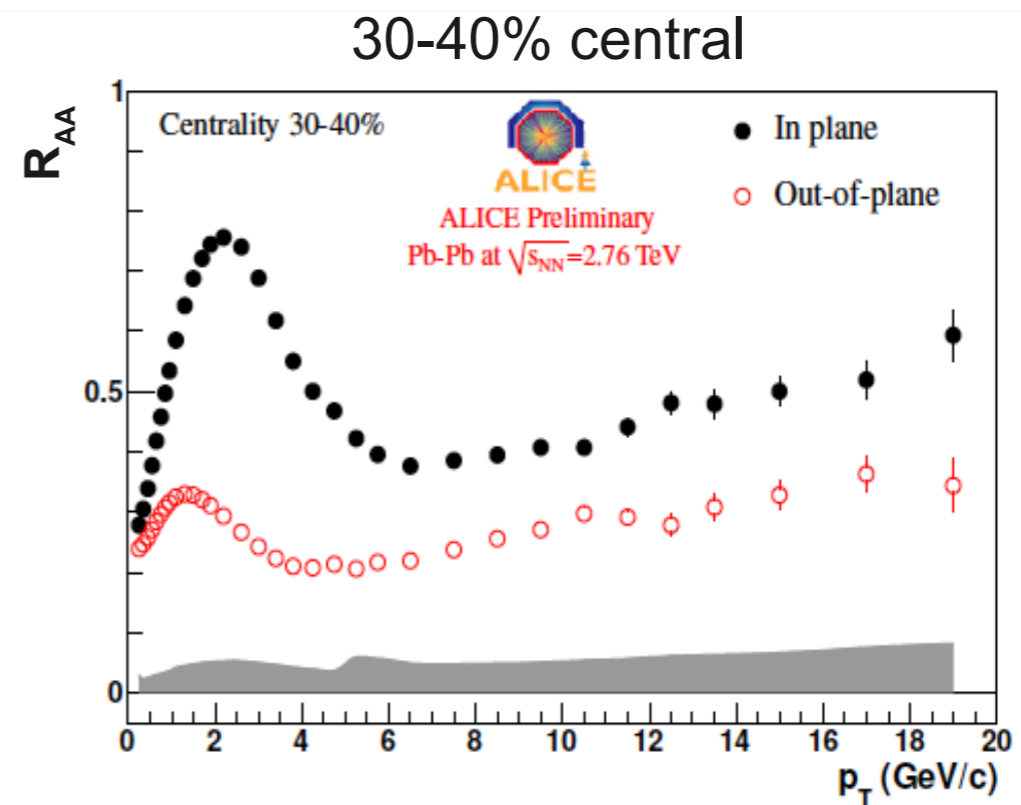 30-40% central
R_AA
Centrality 30-40%
ALICE
ALICE Preliminary
Pb-Pb at √s_NN=2.76 TeV
In plane
Out-of-plane
1
0.5
0
0 2 4 6 8 10 12 14 16 18 20
p_T (GeV/c)